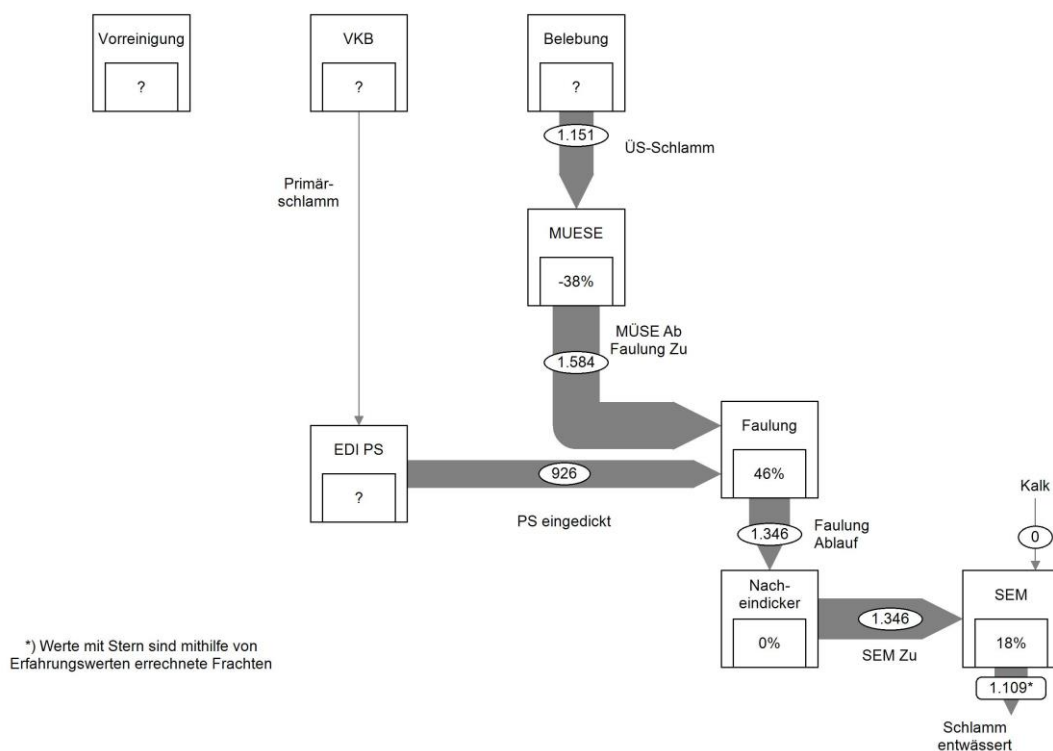 Vorreinigung
?
VKB
?
Belebung
?
1.151
ÜS-Schlamm
Primär-
schlamm
MUESE
-38%
MÜSE Ab
Faulung Zu
1.584
EDI PS
?
926
PS eingedickt
Faulung
46%
1.346
Faulung
Ablauf
Kalk
0
Nach-
eindicker
0%
1.346
SEM Zu
SEM
18%
1.109*
Schlamm
entwässert
*) Werte mit Stern sind mithilfe von
Erfahrungswerten errechnete Frachten